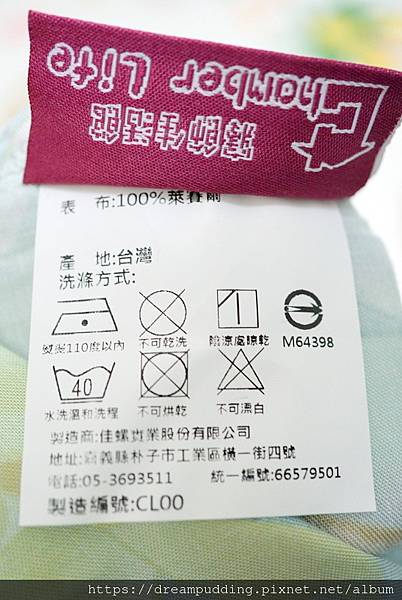 Chamber Life
窩飾生活館
表 布:100%萊賽爾
產 地:台灣
洗滌方式:
熨燙110度以內
不可乾洗
陰涼處晾乾
M64398
40
水洗溫和洗程
不可烘乾
不可漂白
製造商:佳螺實業股份有限公司
地址:嘉義縣朴子市工業區橫一街四號
電話:05-3693511 統一編號:66579501
製造編號:CL00
https://dreampudding.pixnet.net/album